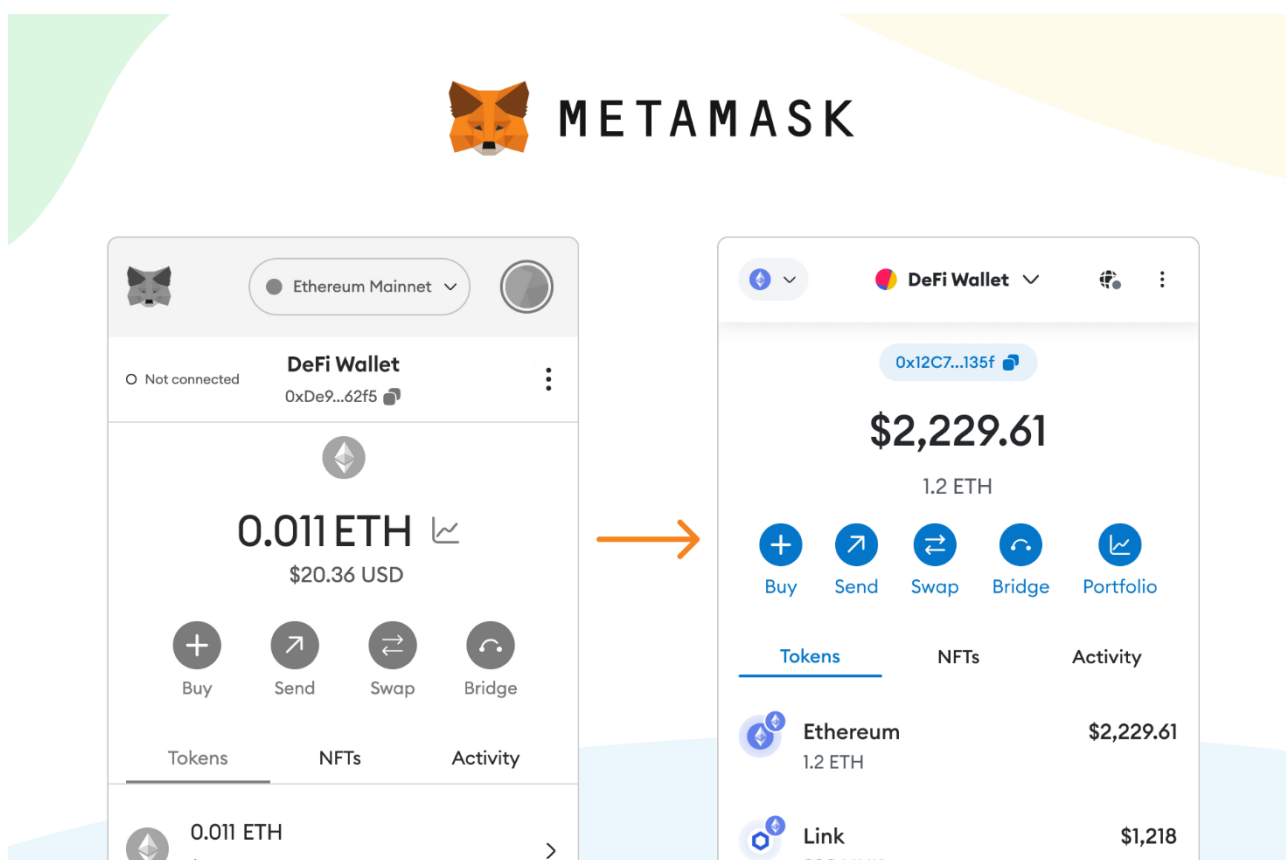 METAMASK
Ethereum Mainnet
Not connected
DeFi Wallet
0xDe9...62f5
0.011 ETH
$20.36 USD
Buy Send Swap Bridge
Tokens NFTs Activity
0.011 ETH
DeFi Wallet
0x12C7...135f
$2,229.61
1.2 ETH
Buy Send Swap Bridge Portfolio
Tokens NFTs Activity
Ethereum $2,229.61
1.2 ETH
Link $1,218